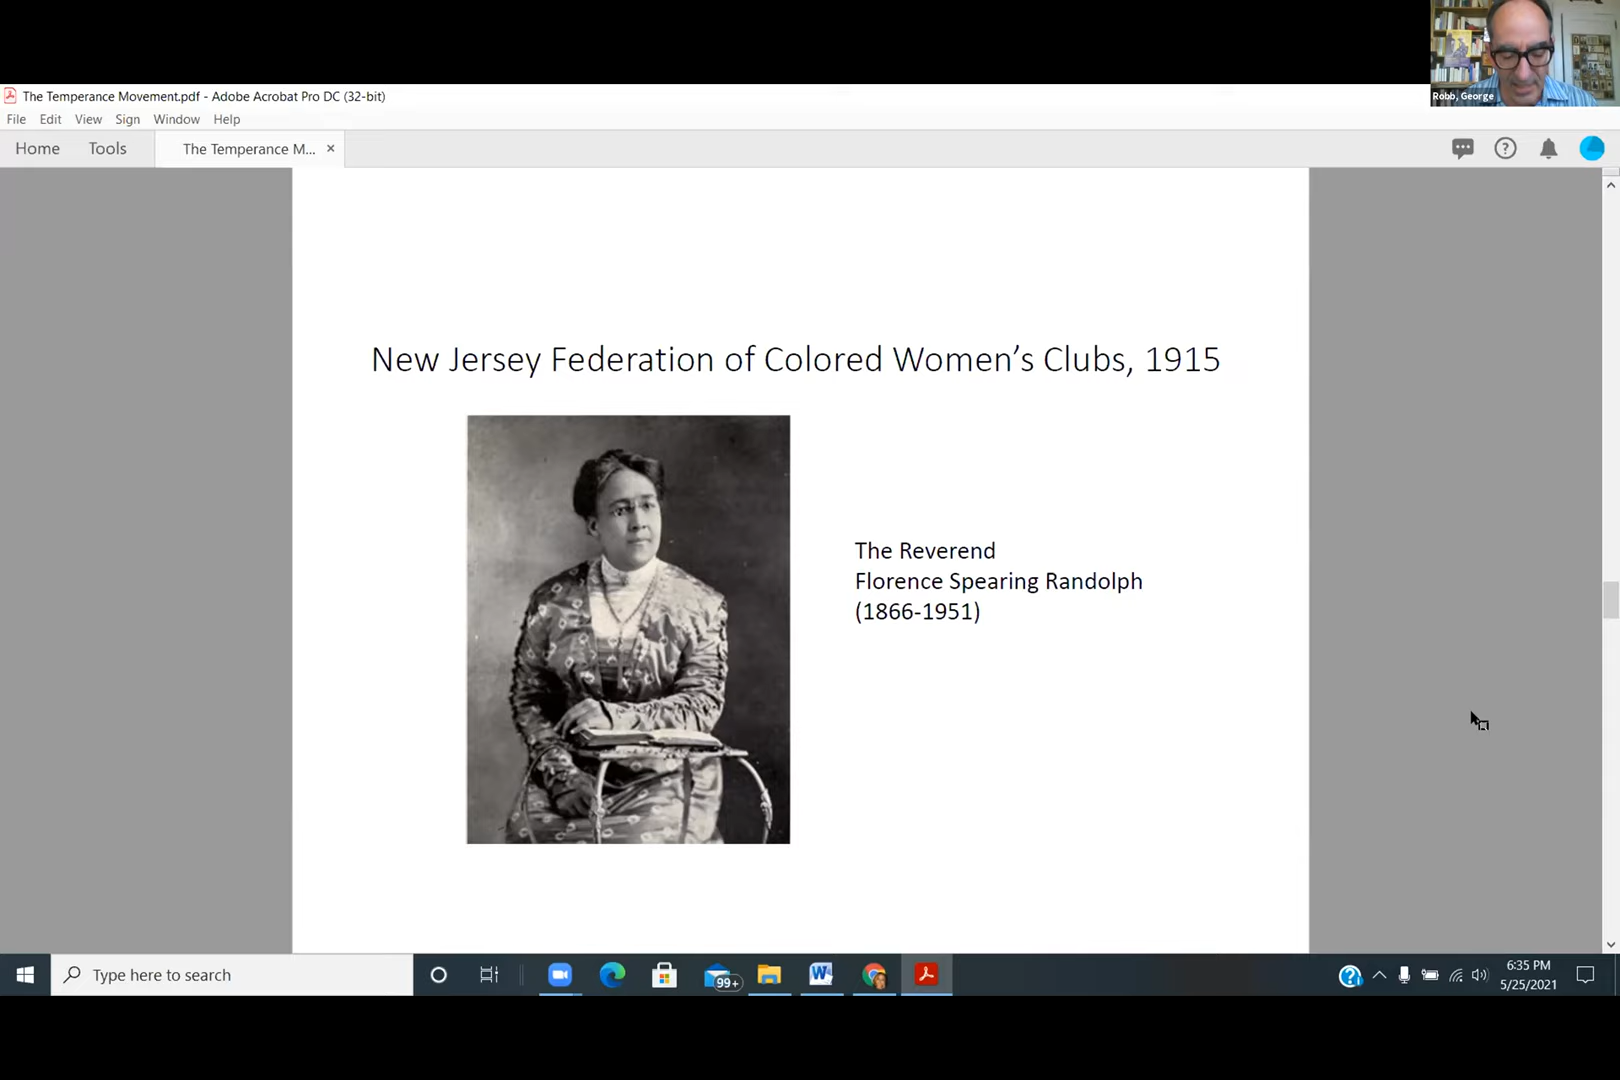 Robb, George
The Temperance Movement.pdf - Adobe Acrobat Pro DC (32-bit)
File Edit View Sign Window Help
Home Tools The Temperance M... ×
New Jersey Federation of Colored Women's Clubs, 1915
The Reverend
Florence Spearing Randolph
(1866-1951)
Type here to search
99+
6:35 PM
5/25/2021